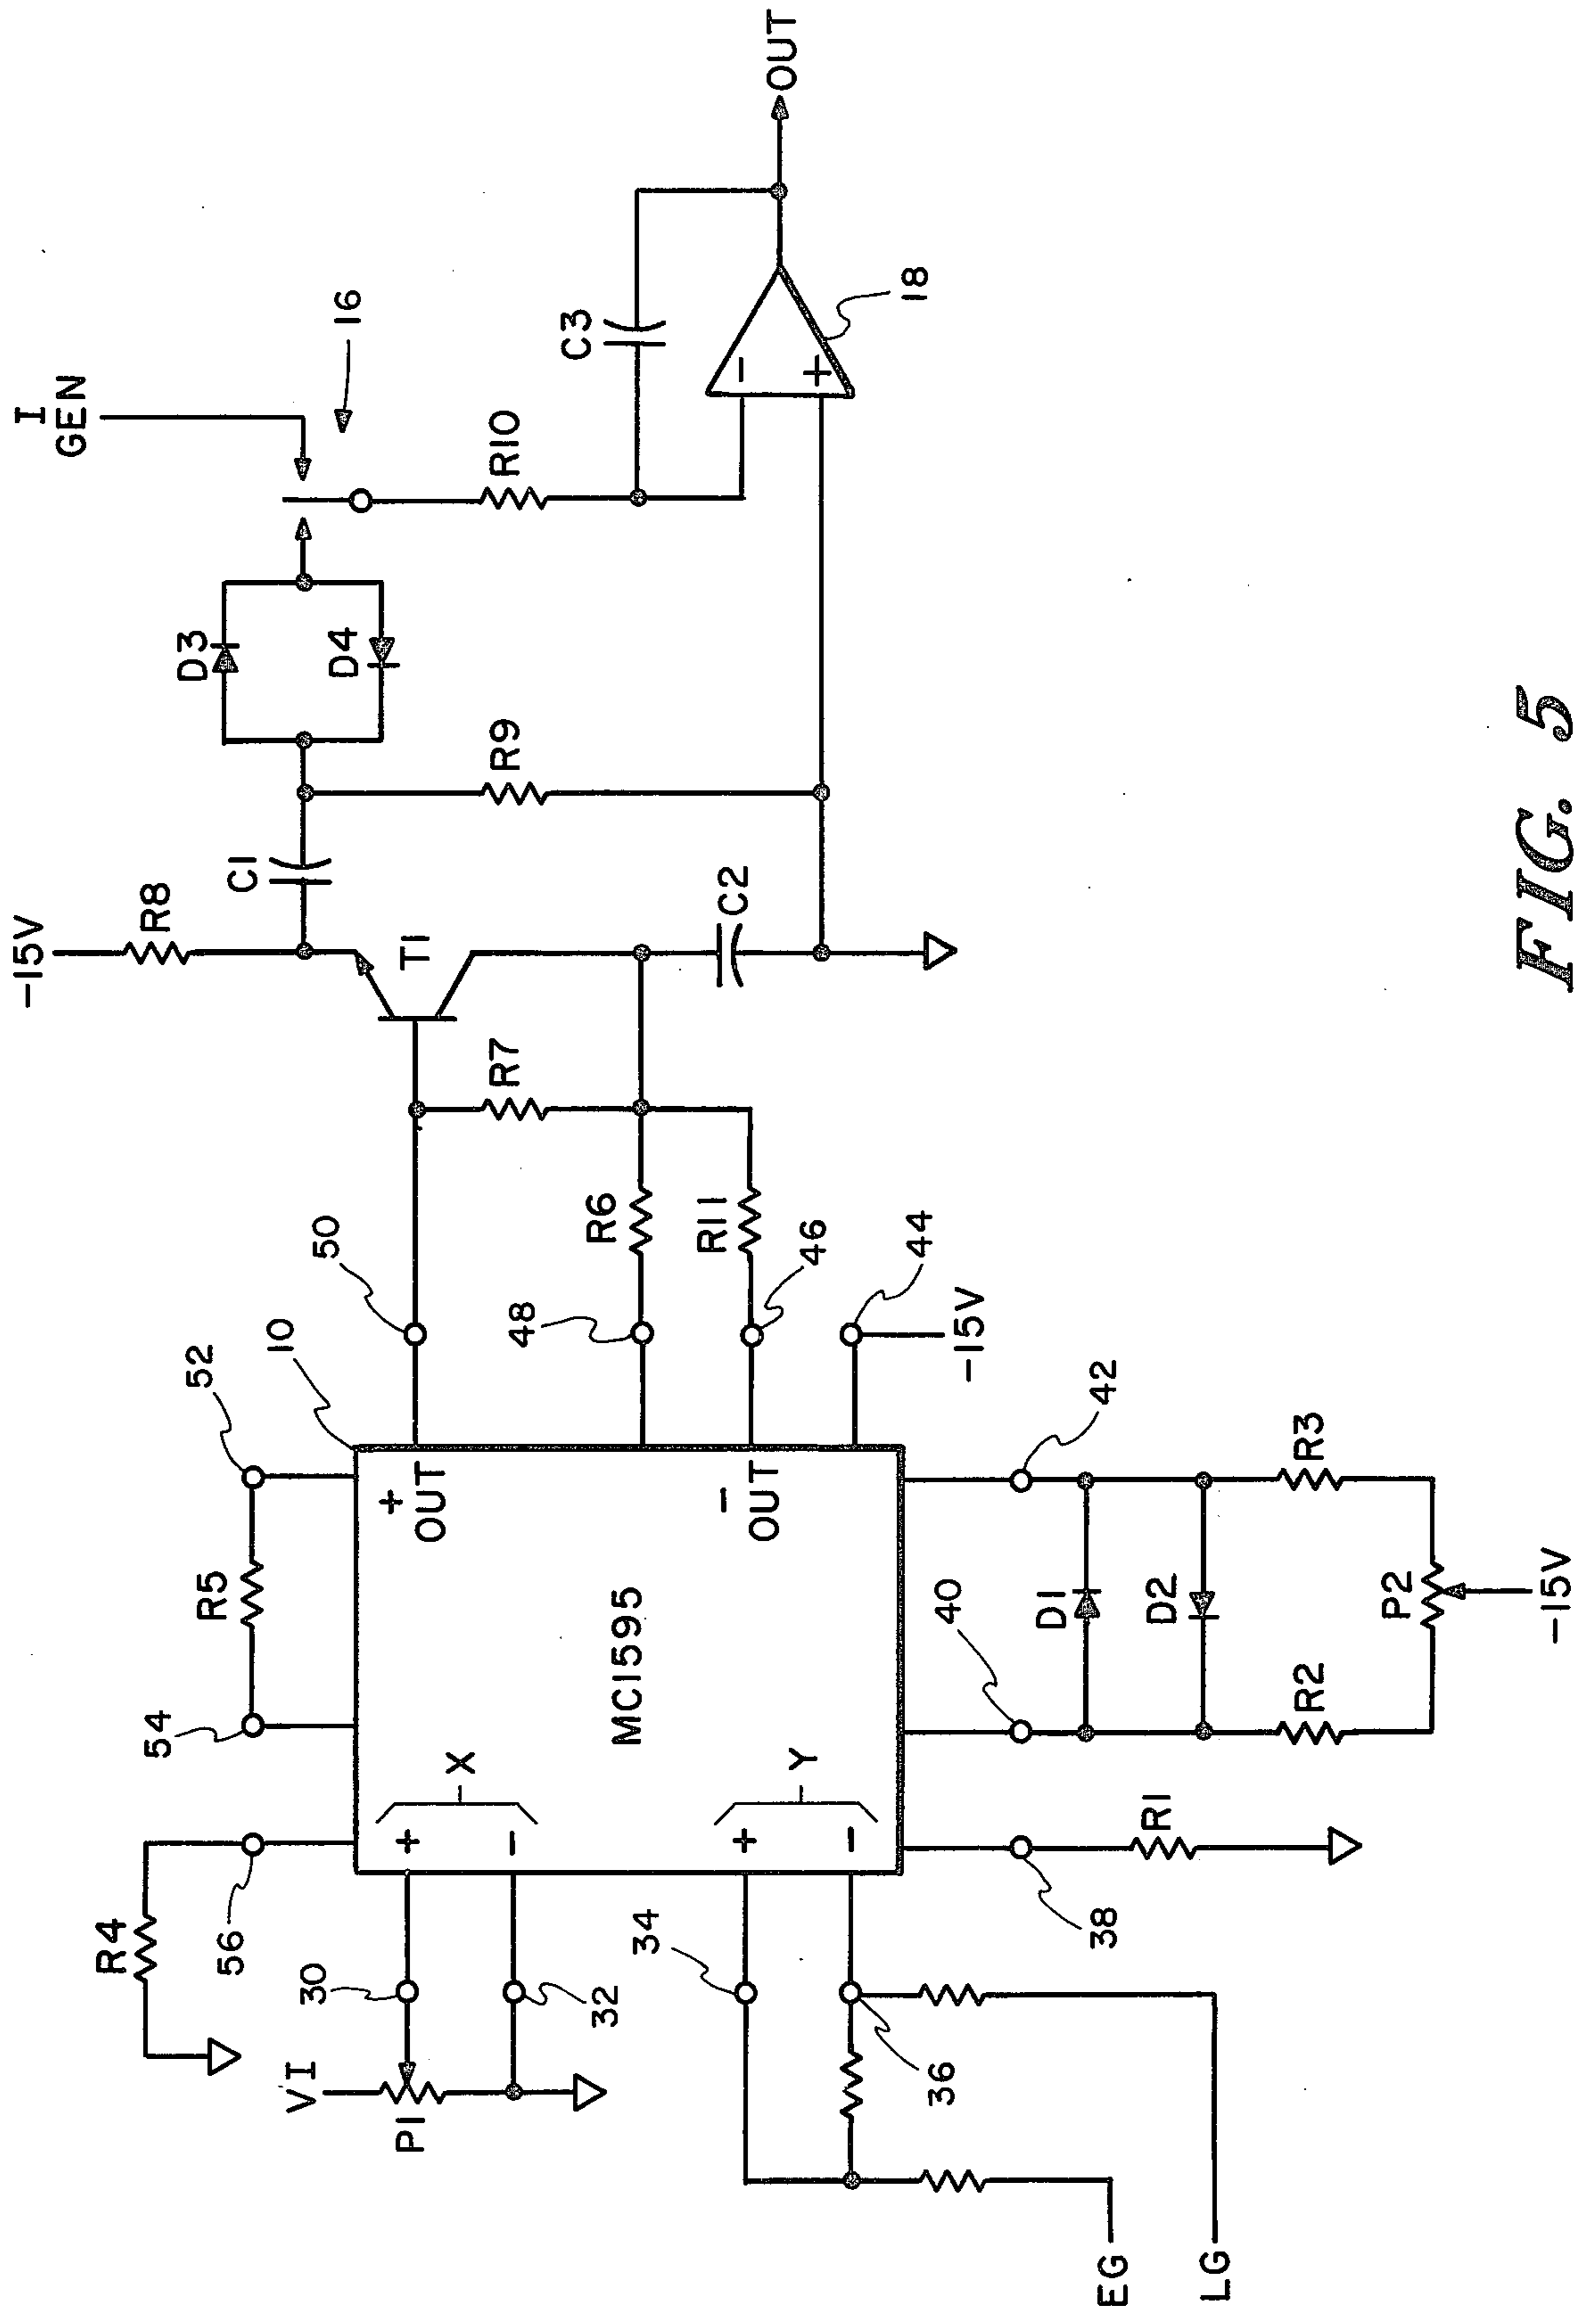 I
GEN
16
-15V
R8
C1
D3
D4
R10
C3
OUT
-
+
18
R9
T1
C2
R7
50
R6
48
R11
46
44
-15V
52
10
R5
54
+
OUT
-
OUT
MC1595
R4
56
X
+
-
Y
+
-
30
32
VI
P1
34
36
38
R1
40
42
D1
D2
R2
R3
P2
-15V
EG
LG
FIG. 5